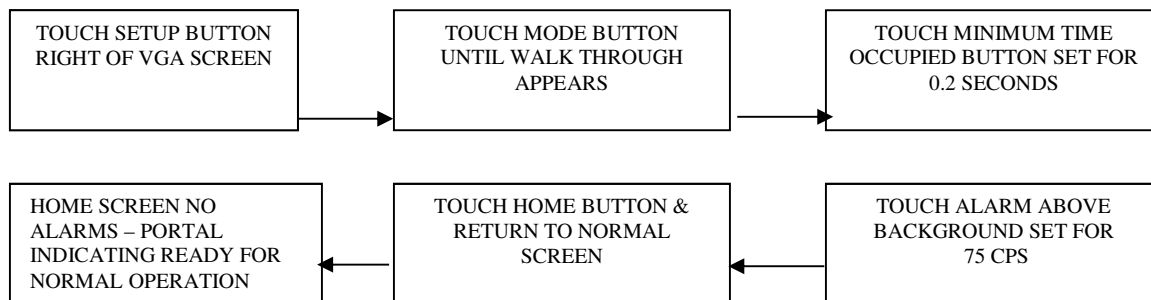 TOUCH SETUP BUTTON
RIGHT OF VGA SCREEN
TOUCH MODE BUTTON
UNTIL WALK THROUGH
APPEARS
TOUCH MINIMUM TIME
OCCUPIED BUTTON SET FOR
0.2 SECONDS
HOME SCREEN NO
ALARMS – PORTAL
INDICATING READY FOR
NORMAL OPERATION
TOUCH HOME BUTTON &
RETURN TO NORMAL
SCREEN
TOUCH ALARM ABOVE
BACKGROUND SET FOR
75 CPS